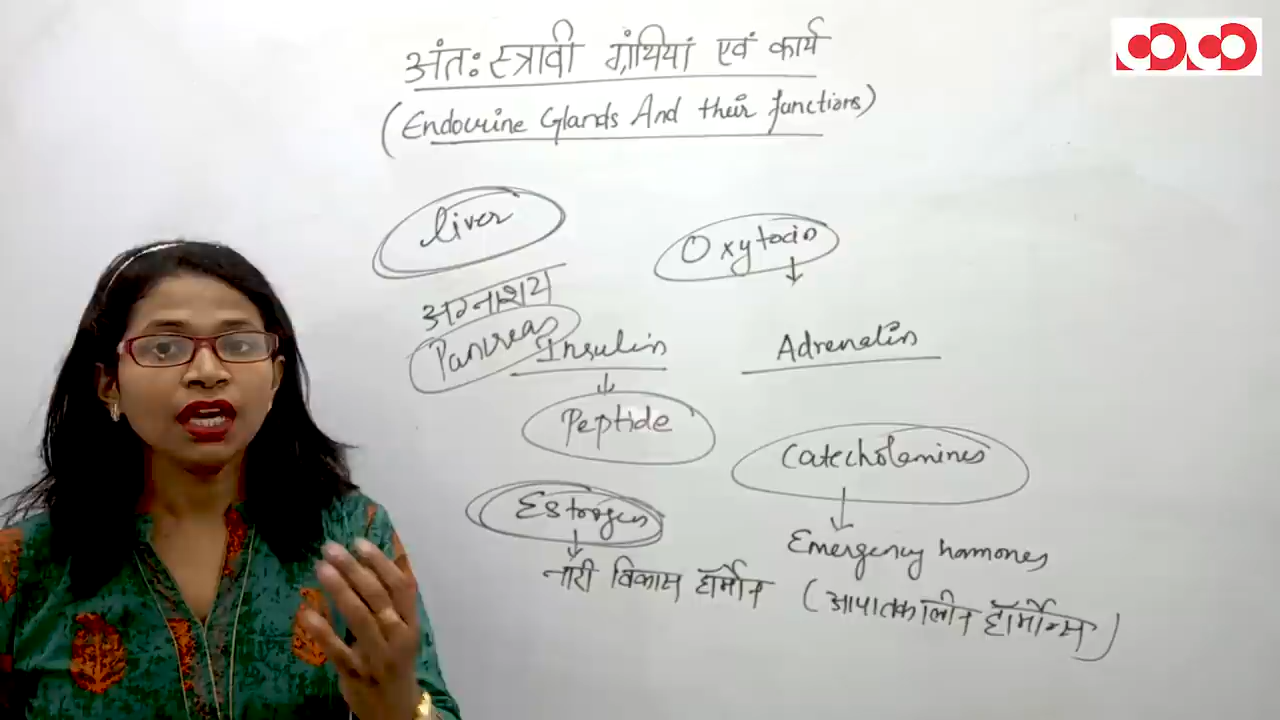 अंतः स्त्रावी ग्रंथियां एवं कार्य
(Endocrine Glands And their functions)
liver
Oxytocin
अग्नाशय
Pancreas
Insulin
Adrenalin
Peptide
Catecholamines
Estrogen
Emergency hormones
नारी विकास हॉर्मोन
(आपातकालीन हॉर्मोन्स)